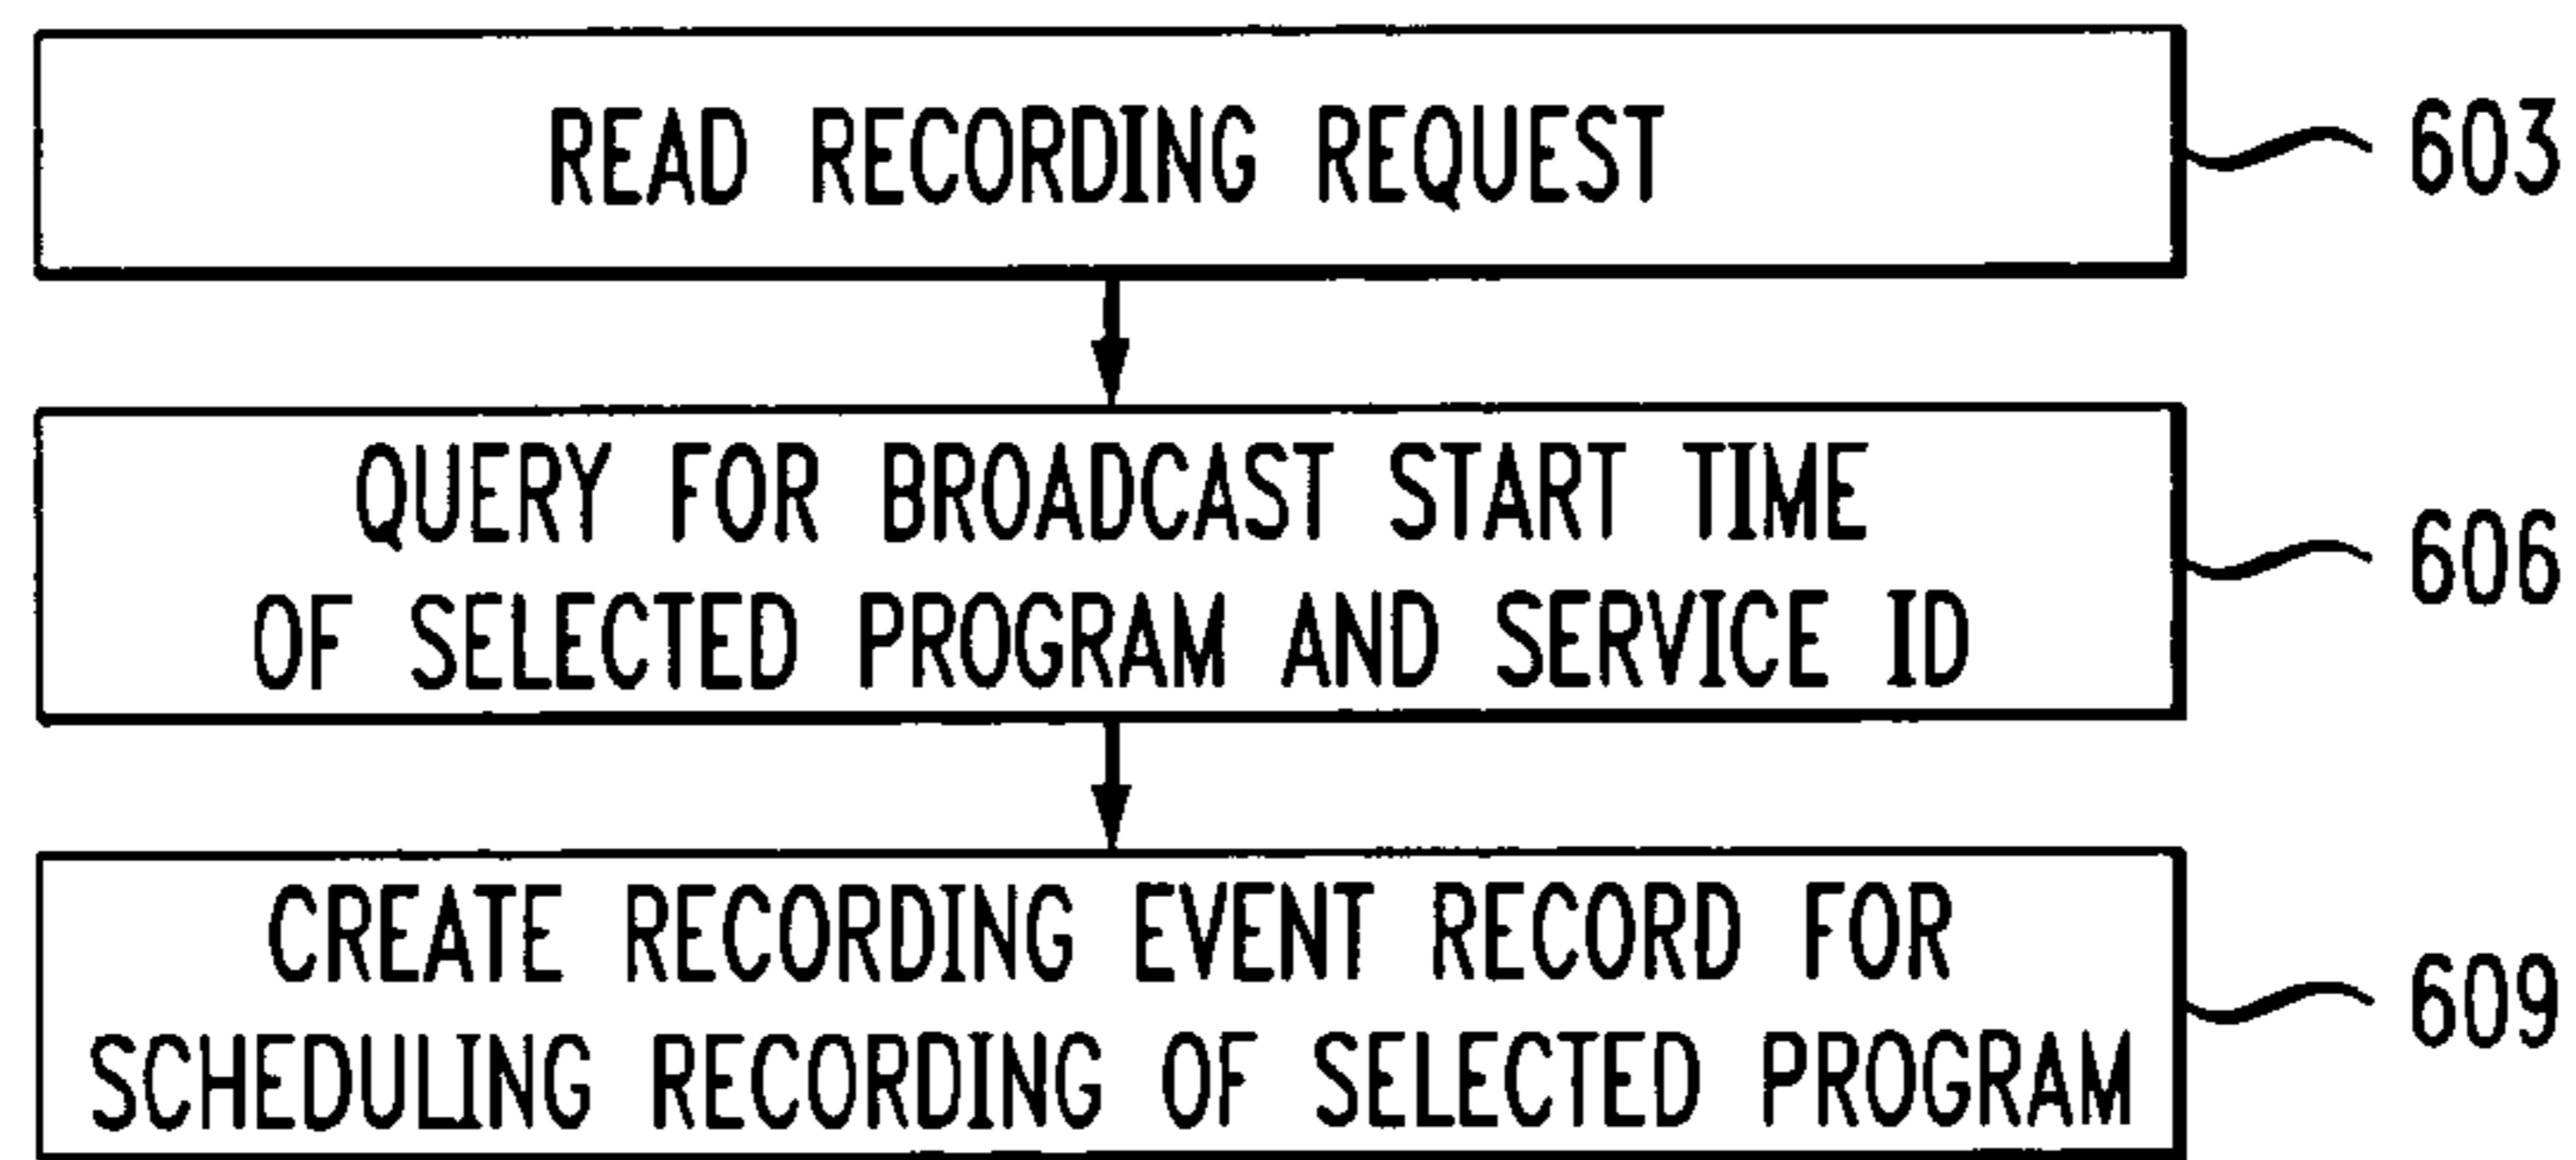 READ RECORDING REQUEST
603
QUERY FOR BROADCAST START TIME
OF SELECTED PROGRAM AND SERVICE ID
606
CREATE RECORDING EVENT RECORD FOR
SCHEDULING RECORDING OF SELECTED PROGRAM
609